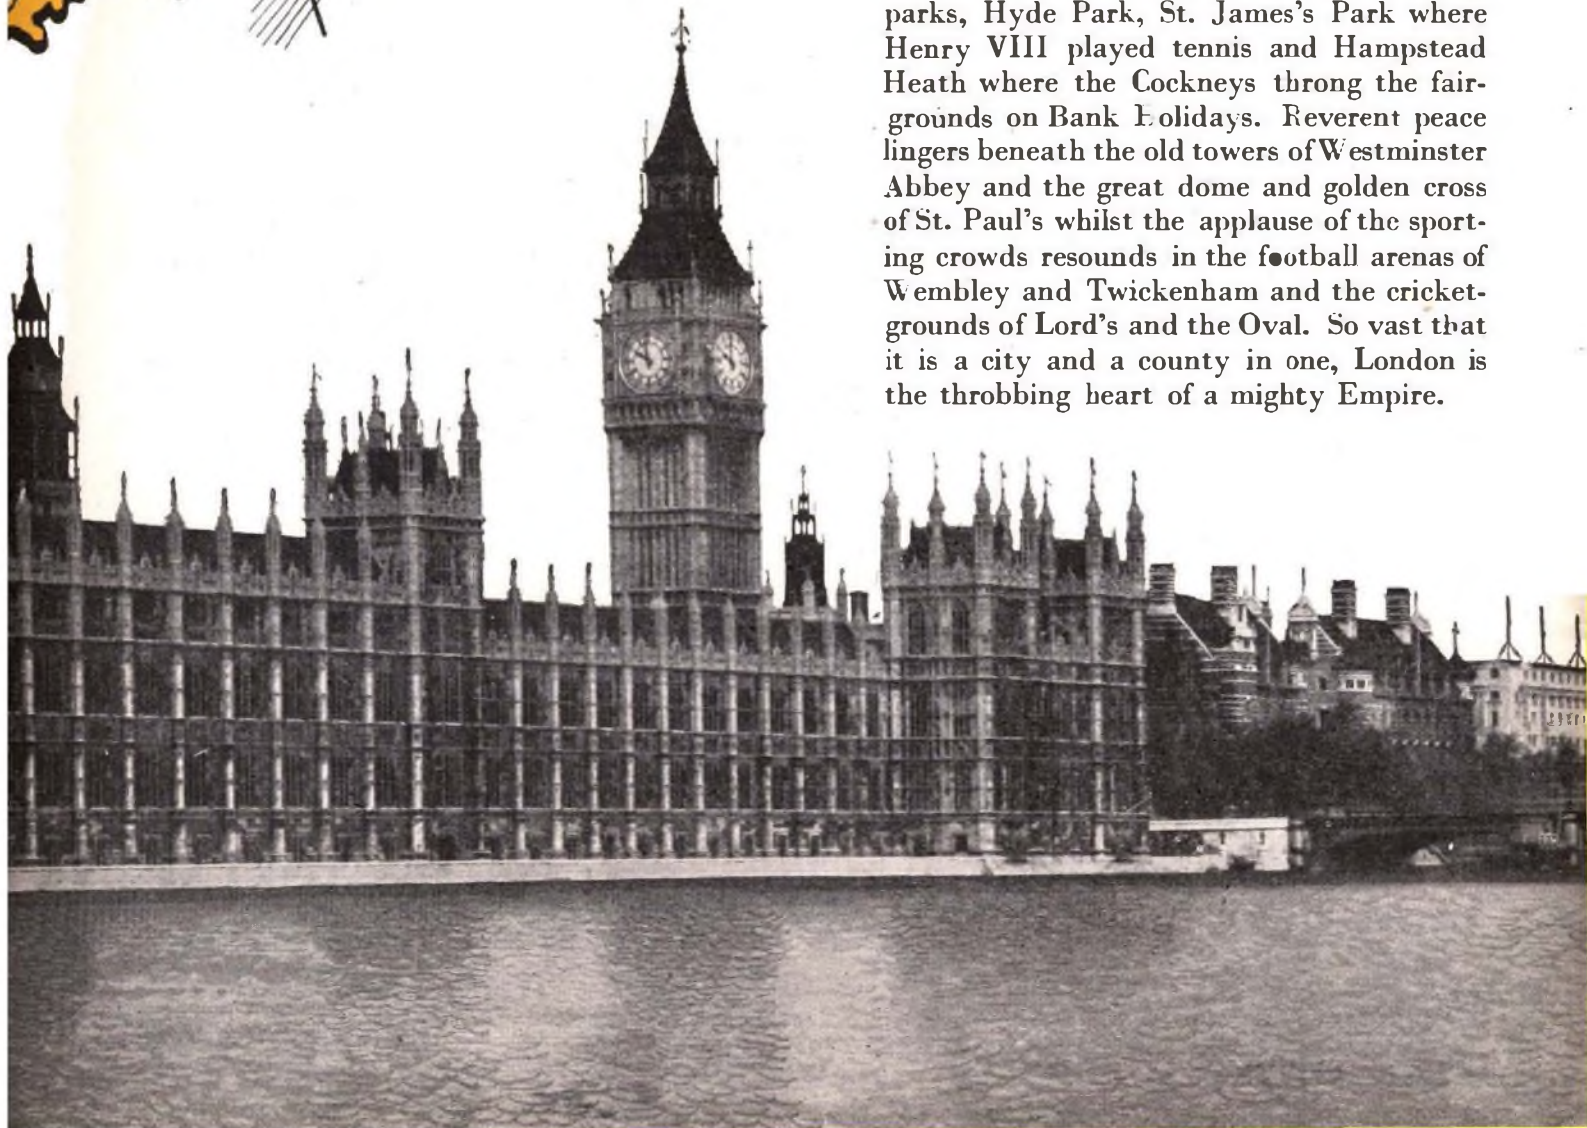 parks, Hyde Park, St. James's Park where
Henry VIII played tennis and Hampstead
Heath where the Cockneys throng the fair-
grounds on Bank Holidays. Reverent peace
lingers beneath the old towers of Westminster
Abbey and the great dome and golden cross
of St. Paul's whilst the applause of the sport-
ing crowds resounds in the football arenas of
Wembley and Twickenham and the cricket-
grounds of Lord's and the Oval. So vast that
it is a city and a county in one, London is
the throbbing heart of a mighty Empire.